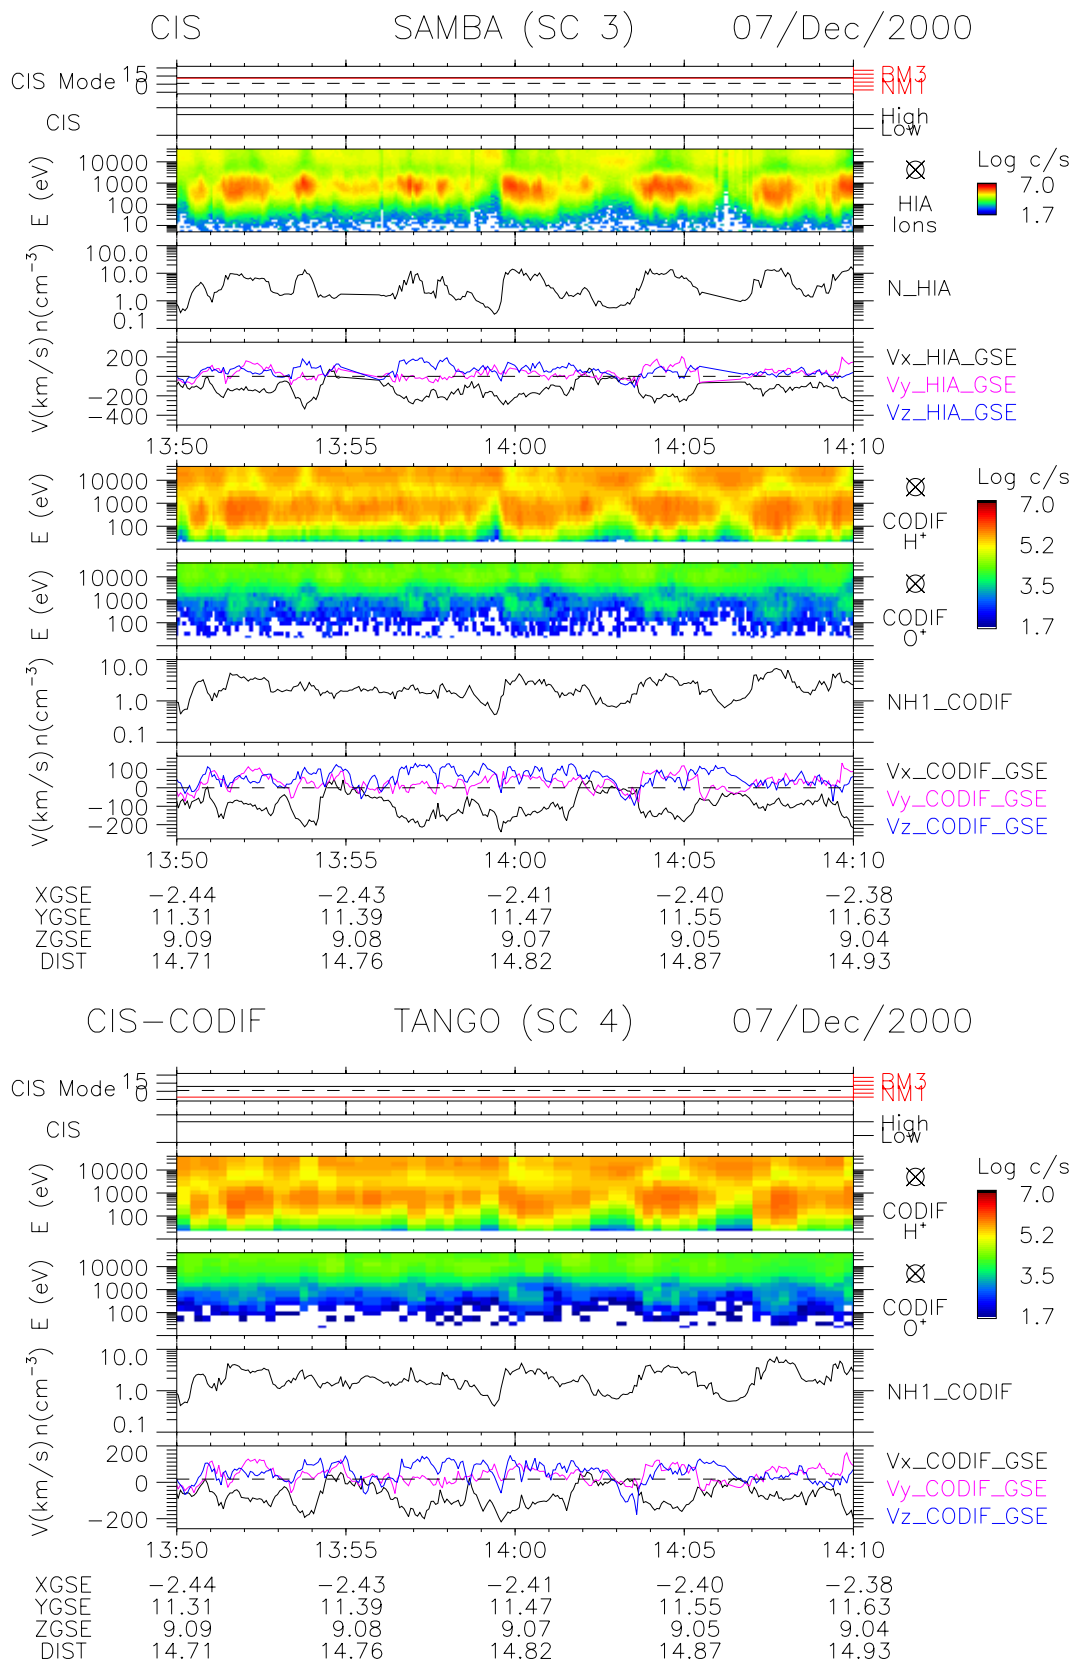 CIS SAMBA (SC 3) 07/Dec/2000
CIS Mode 15 0 BM3 NM1
CIS High Low
E (eV) 10000 1000 100 10 HIA Ions Log c/s 7.0 1.7
n(cm-3) 100.0 10.0 1.0 0.1 N_HIA
V(km/s) 200 0 -200 -400 Vx_HIA_GSE Vy_HIA_GSE Vz_HIA_GSE
13:50 13:55 14:00 14:05 14:10
E (eV) 10000 1000 100 CODIF H+ Log c/s 7.0 5.2 3.5 1.7
E (eV) 10000 1000 100 CODIF O+
n(cm-3) 10.0 1.0 0.1 NH1_CODIF
V(km/s) 100 0 -100 -200 Vx_CODIF_GSE Vy_CODIF_GSE Vz_CODIF_GSE
13:50 13:55 14:00 14:05 14:10
XGSE -2.44 -2.43 -2.41 -2.40 -2.38
YGSE 11.31 11.39 11.47 11.55 11.63
ZGSE 9.09 9.08 9.07 9.05 9.04
DIST 14.71 14.76 14.82 14.87 14.93
CIS-CODIF TANGO (SC 4) 07/Dec/2000
CIS Mode 15 0 BM3 NM1
CIS High Low
E (eV) 10000 1000 100 CODIF H+ Log c/s 7.0 5.2 3.5 1.7
E (eV) 10000 1000 100 CODIF O+
n(cm-3) 10.0 1.0 0.1 NH1_CODIF
V(km/s) 200 0 -200 Vx_CODIF_GSE Vy_CODIF_GSE Vz_CODIF_GSE
13:50 13:55 14:00 14:05 14:10
XGSE -2.44 -2.43 -2.41 -2.40 -2.38
YGSE 11.31 11.39 11.47 11.55 11.63
ZGSE 9.09 9.08 9.07 9.05 9.04
DIST 14.71 14.76 14.82 14.87 14.93